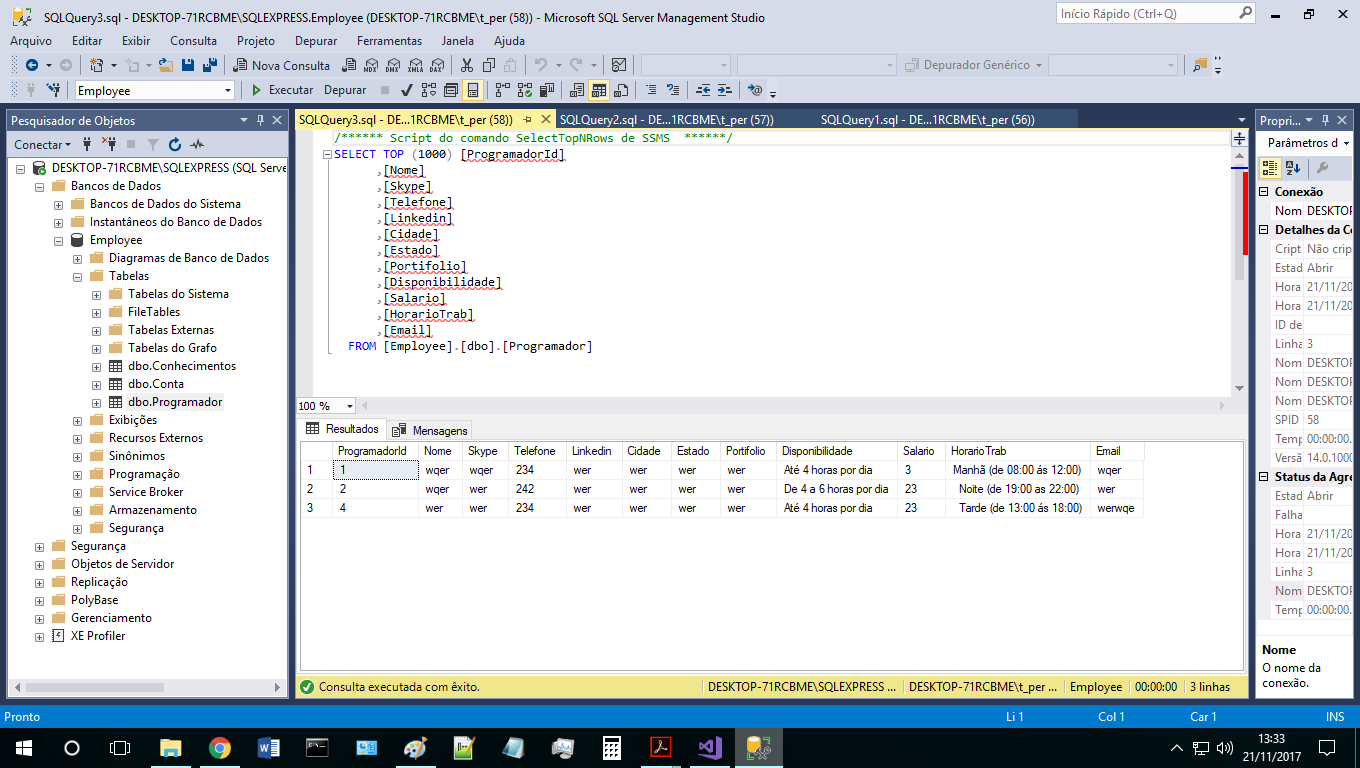 SQLQuery3.sql - DESKTOP-71RCBME\SQLEXPRESS.Employee (DESKTOP-71RCBME\t_per (58)) - Microsoft SQL Server Management Studio
Início Rápido (Ctrl+Q)
Arquivo Editar Exibir Consulta Projeto Depurar Ferramentas Janela Ajuda
Nova Consulta MDX DMX XMLA DAX Depurador Genérico
Employee Executar Depurar
Pesquisador de Objetos
Conectar
DESKTOP-71RCBME\SQLEXPRESS (SQL Serve
Bancos de Dados
Bancos de Dados do Sistema
Instantâneos do Banco de Dados
Employee
Diagramas de Banco de Dados
Tabelas
Tabelas do Sistema
FileTables
Tabelas Externas
Tabelas do Grafo
dbo.Conhecimentos
dbo.Conta
dbo.Programador
Exibições
Recursos Externos
Sinônimos
Programação
Service Broker
Armazenamento
Segurança
Segurança
Objetos de Servidor
Replicação
PolyBase
Gerenciamento
XE Profiler
SQLQuery3.sql - DE...1RCBME\t_per (58)) SQLQuery2.sql - DE...1RCBME\t_per (57)) SQLQuery1.sql - DE...1RCBME\t_per (56))
/****** Script do comando SelectTopNRows de SSMS ******/
SELECT TOP (1000) [ProgramadorId]
,[Nome]
,[Skype]
,[Telefone]
,[Linkedin]
,[Cidade]
,[Estado]
,[Portifolio]
,[Disponibilidade]
,[Salario]
,[HorarioTrab]
,[Email]
FROM [Employee].[dbo].[Programador]
100 %
Resultados Mensagens
ProgramadorId Nome Skype Telefone Linkedin Cidade Estado Portifolio Disponibilidade Salario HorarioTrab Email
1 1 wqer wqer 234 wer wer wer wer Até 4 horas por dia 3 Manhã (de 08:00 ás 12:00) wqer
2 2 wqer wer 242 wer wer wer wer De 4 a 6 horas por dia 23 Noite (de 19:00 as 22:00) wer
3 4 wer wer 234 wer wer wer wer Até 4 horas por dia 23 Tarde (de 13:00 ás 18:00) werwqe
Consulta executada com êxito. DESKTOP-71RCBME\SQLEXPRESS ... DESKTOP-71RCBME\t_per ... Employee 00:00:00 3 linhas
Propri...
Parâmetros d
Conexão
Nom DESKTOP
Detalhes da Co
Cript Não crip
Estad Abrir
Hora 21/11/20
Hora 21/11/20
ID de
Linha 3
Nom DESKTOP
Nom DESKTOP
Nom DESKTOP
SPID 58
Temp 00:00:00.
Versã 14.0.1000
Status da Agre
Estad Abrir
Falha
Hora 21/11/20
Hora 21/11/20
Linha 3
Nom DESKTOP
Temp 00:00:00.
Nome
O nome da
conexão.
Pronto Li 1 Col 1 Car 1 INS
13:33
21/11/2017